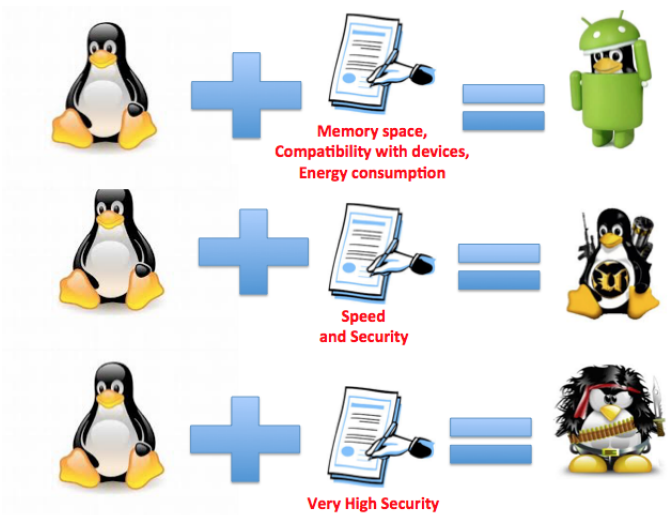 Memory space,
Compatibility with devices,
Energy consumption
Speed
and Security
Very High Security